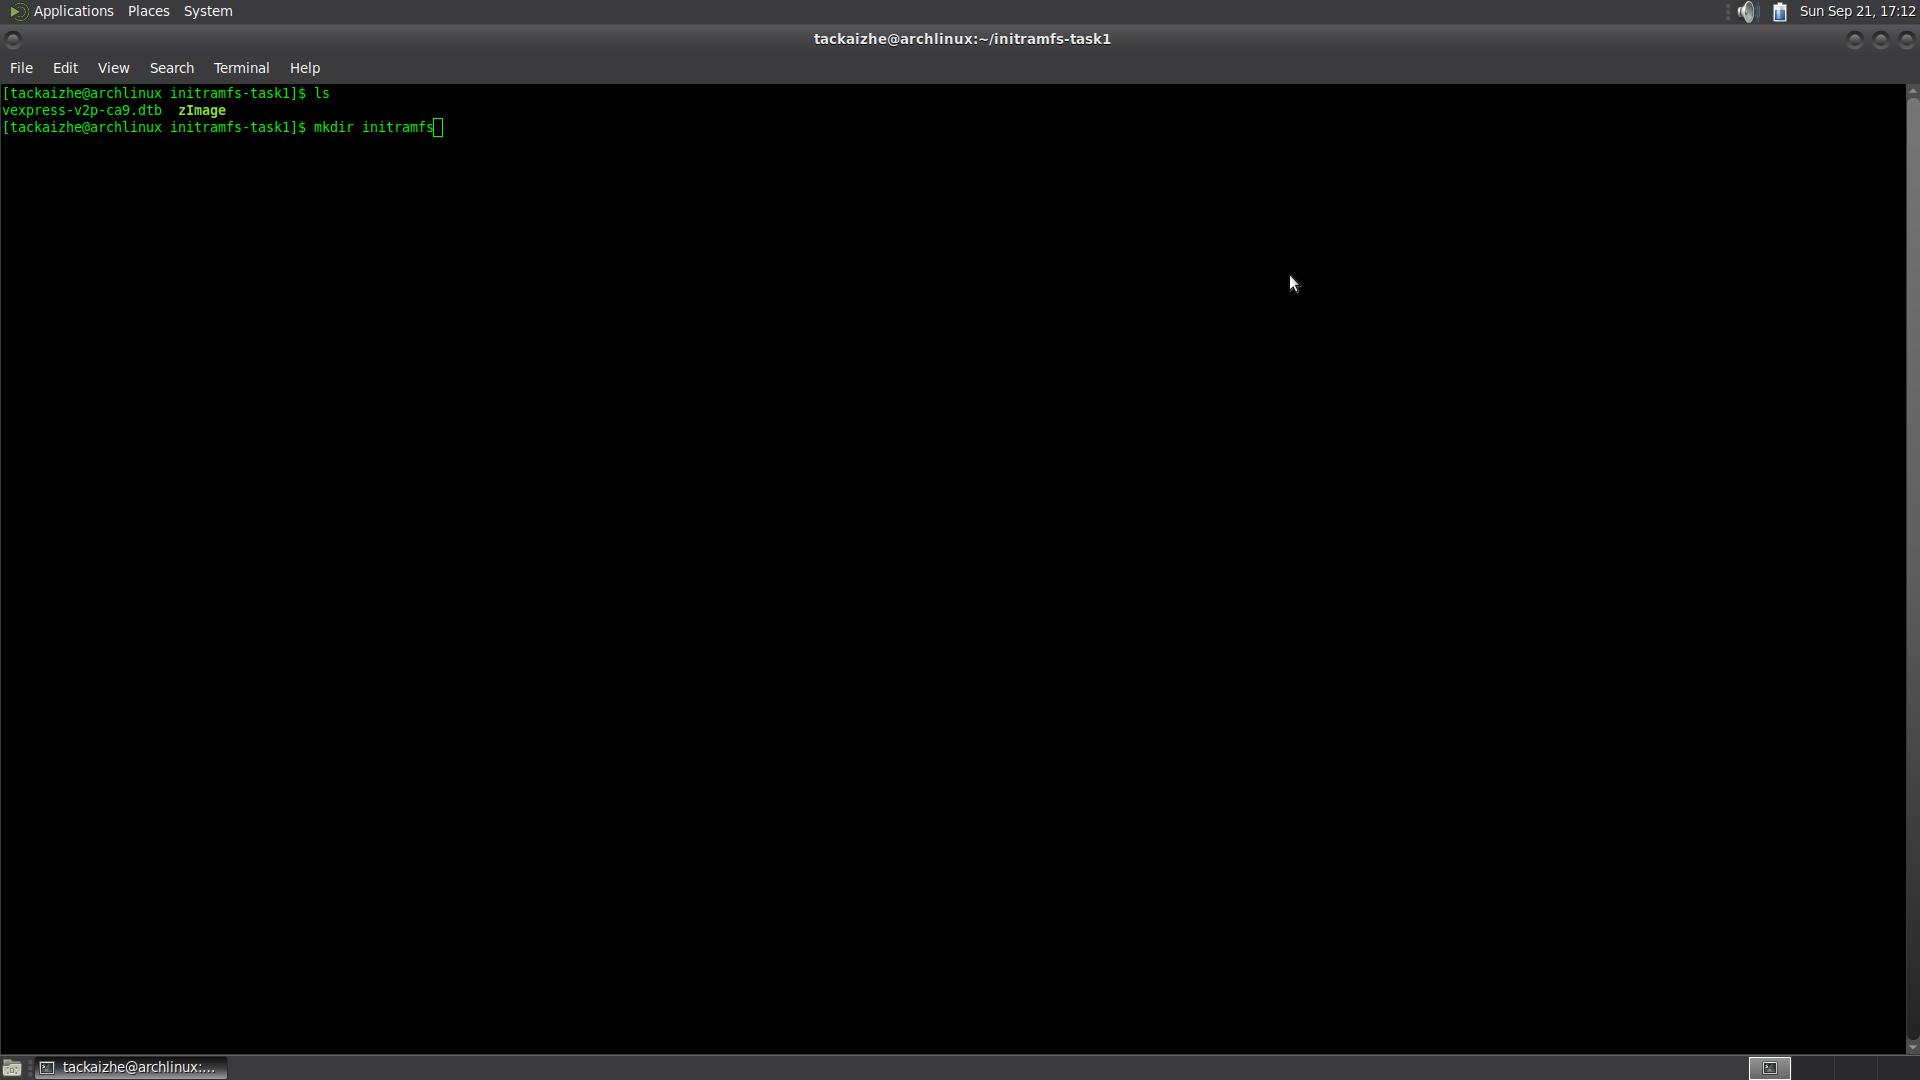 Applications Places System
Sun Sep 21, 17:12
tackaizhe@archlinux:~/initramfs-task1
File Edit View Search Terminal Help
[tackaizhe@archlinux initramfs-task1]$ ls
vexpress-v2p-ca9.dtb  zImage
[tackaizhe@archlinux initramfs-task1]$ mkdir initramfs
tackaizhe@archlinux:...